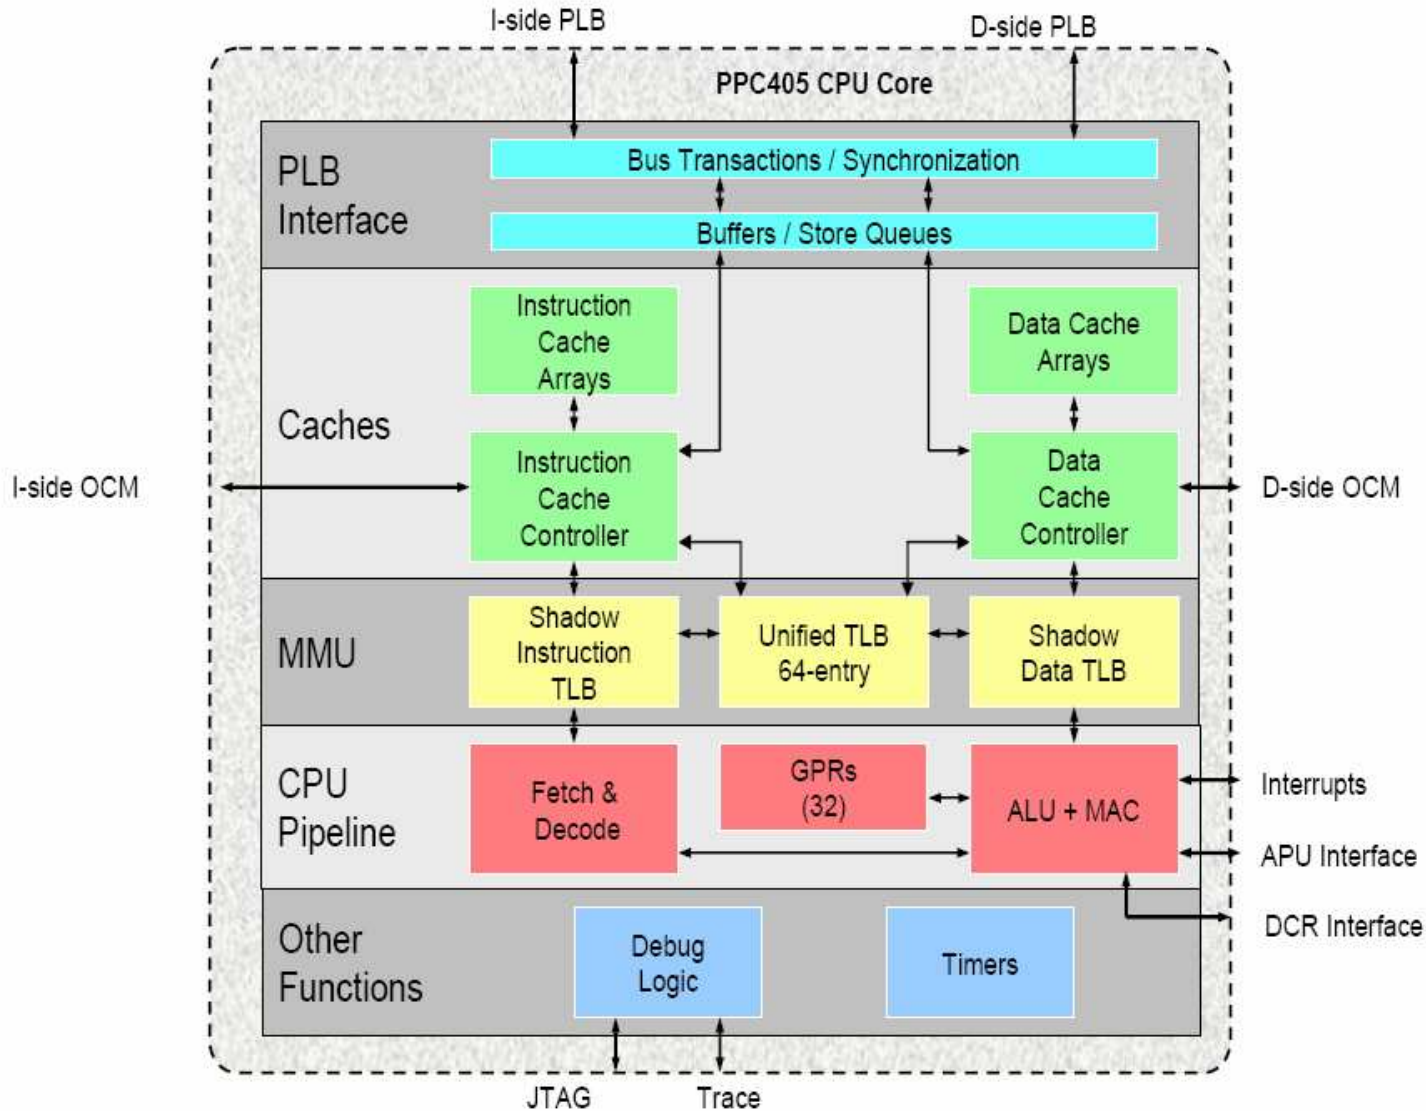 I-side PLB
D-side PLB
PPC405 CPU Core
PLB
Interface
Bus Transactions / Synchronization
Buffers / Store Queues
Caches
Instruction
Cache
Arrays
Data Cache
Arrays
I-side OCM
Instruction
Cache
Controller
Data
Cache
Controller
D-side OCM
MMU
Shadow
Instruction
TLB
Unified TLB
64-entry
Shadow
Data TLB
CPU
Pipeline
Fetch &
Decode
GPRs
(32)
ALU + MAC
Interrupts
APU Interface
DCR Interface
Other
Functions
Debug
Logic
Timers
JTAG
Trace